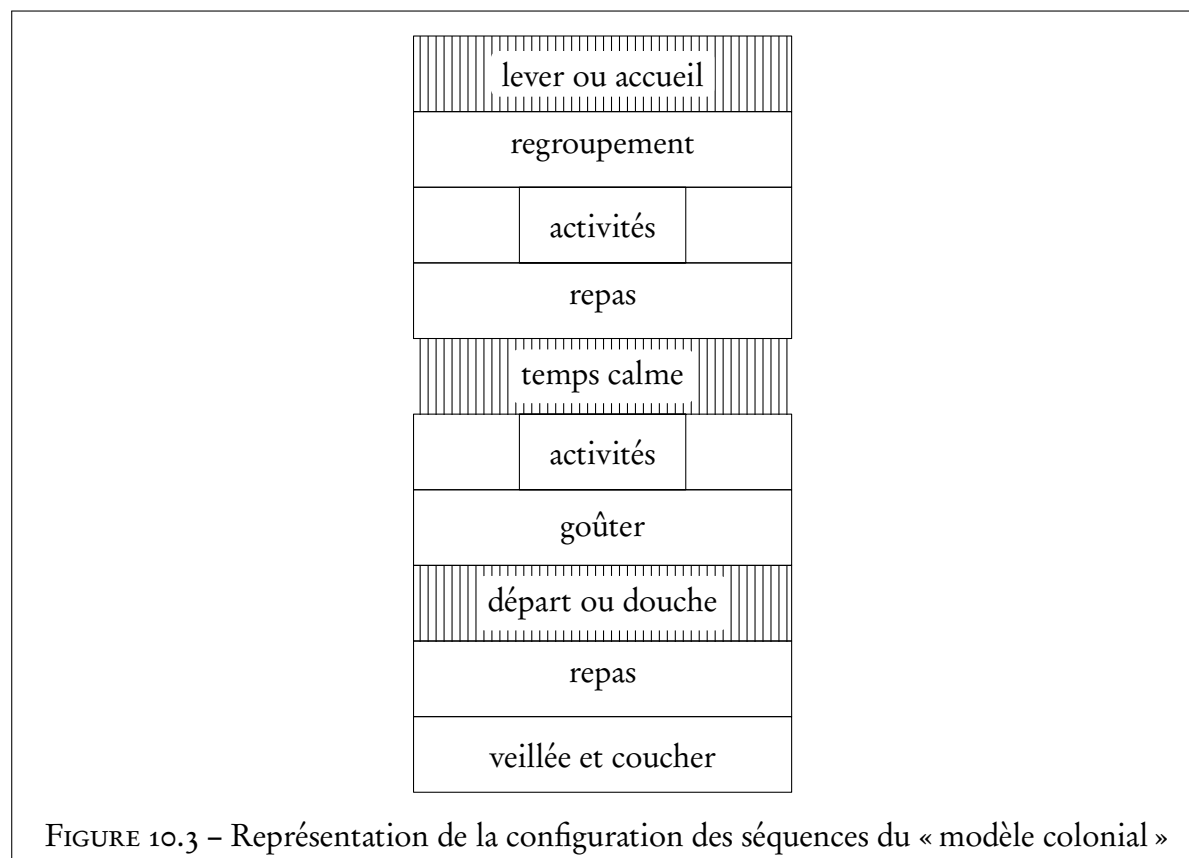 lever ou accueil
regroupement
activités
repas
temps calme
activités
goûter
départ ou douche
repas
veillée et coucher
FIGURE 10.3 – Représentation de la configuration des séquences du « modèle colonial »